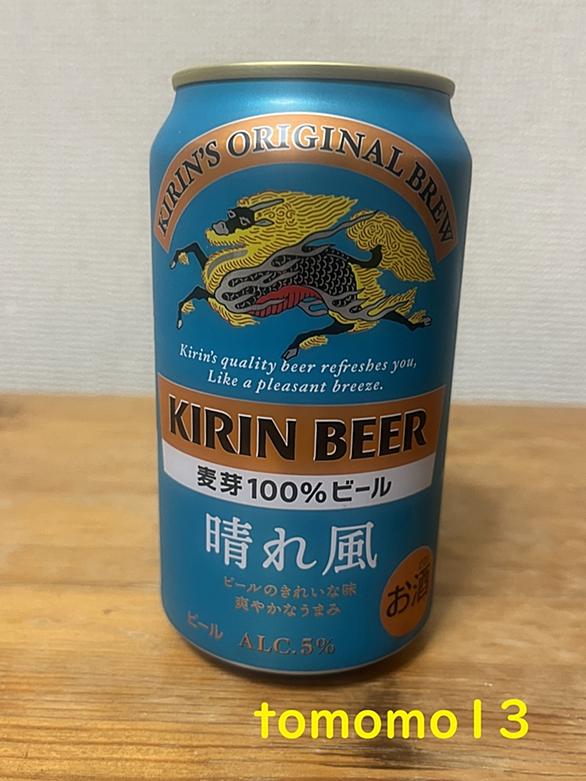 KIRIN'S ORIGINAL BREW
Kirin's quality beer refreshes you,
Like a pleasant breeze.
KIRIN BEER
麦芽100%ビール
晴れ風
ビールのきれいな味
爽やかなうまみ
お酒
ビール ALC.5%
tomomo13